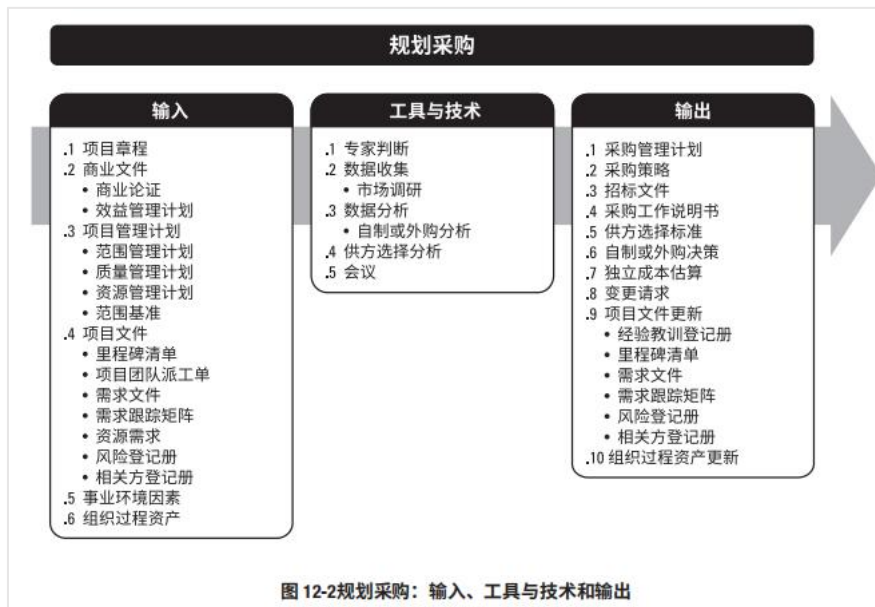 规划采购
输入
.1 项目章程
.2 商业文件
• 商业论证
• 效益管理计划
.3 项目管理计划
• 范围管理计划
• 质量管理计划
• 资源管理计划
• 范围基准
.4 项目文件
• 里程碑清单
• 项目团队派工单
• 需求文件
• 需求跟踪矩阵
• 资源需求
• 风险登记册
• 相关方登记册
.5 事业环境因素
.6 组织过程资产
工具与技术
.1 专家判断
.2 数据收集
• 市场调研
.3 数据分析
• 自制或外购分析
.4 供方选择分析
.5 会议
输出
.1 采购管理计划
.2 采购策略
.3 招标文件
.4 采购工作说明书
.5 供方选择标准
.6 自制或外购决策
.7 独立成本估算
.8 变更请求
.9 项目文件更新
• 经验教训登记册
• 里程碑清单
• 需求文件
• 需求跟踪矩阵
• 风险登记册
• 相关方登记册
.10 组织过程资产更新
图 12-2规划采购：输入、工具与技术和输出